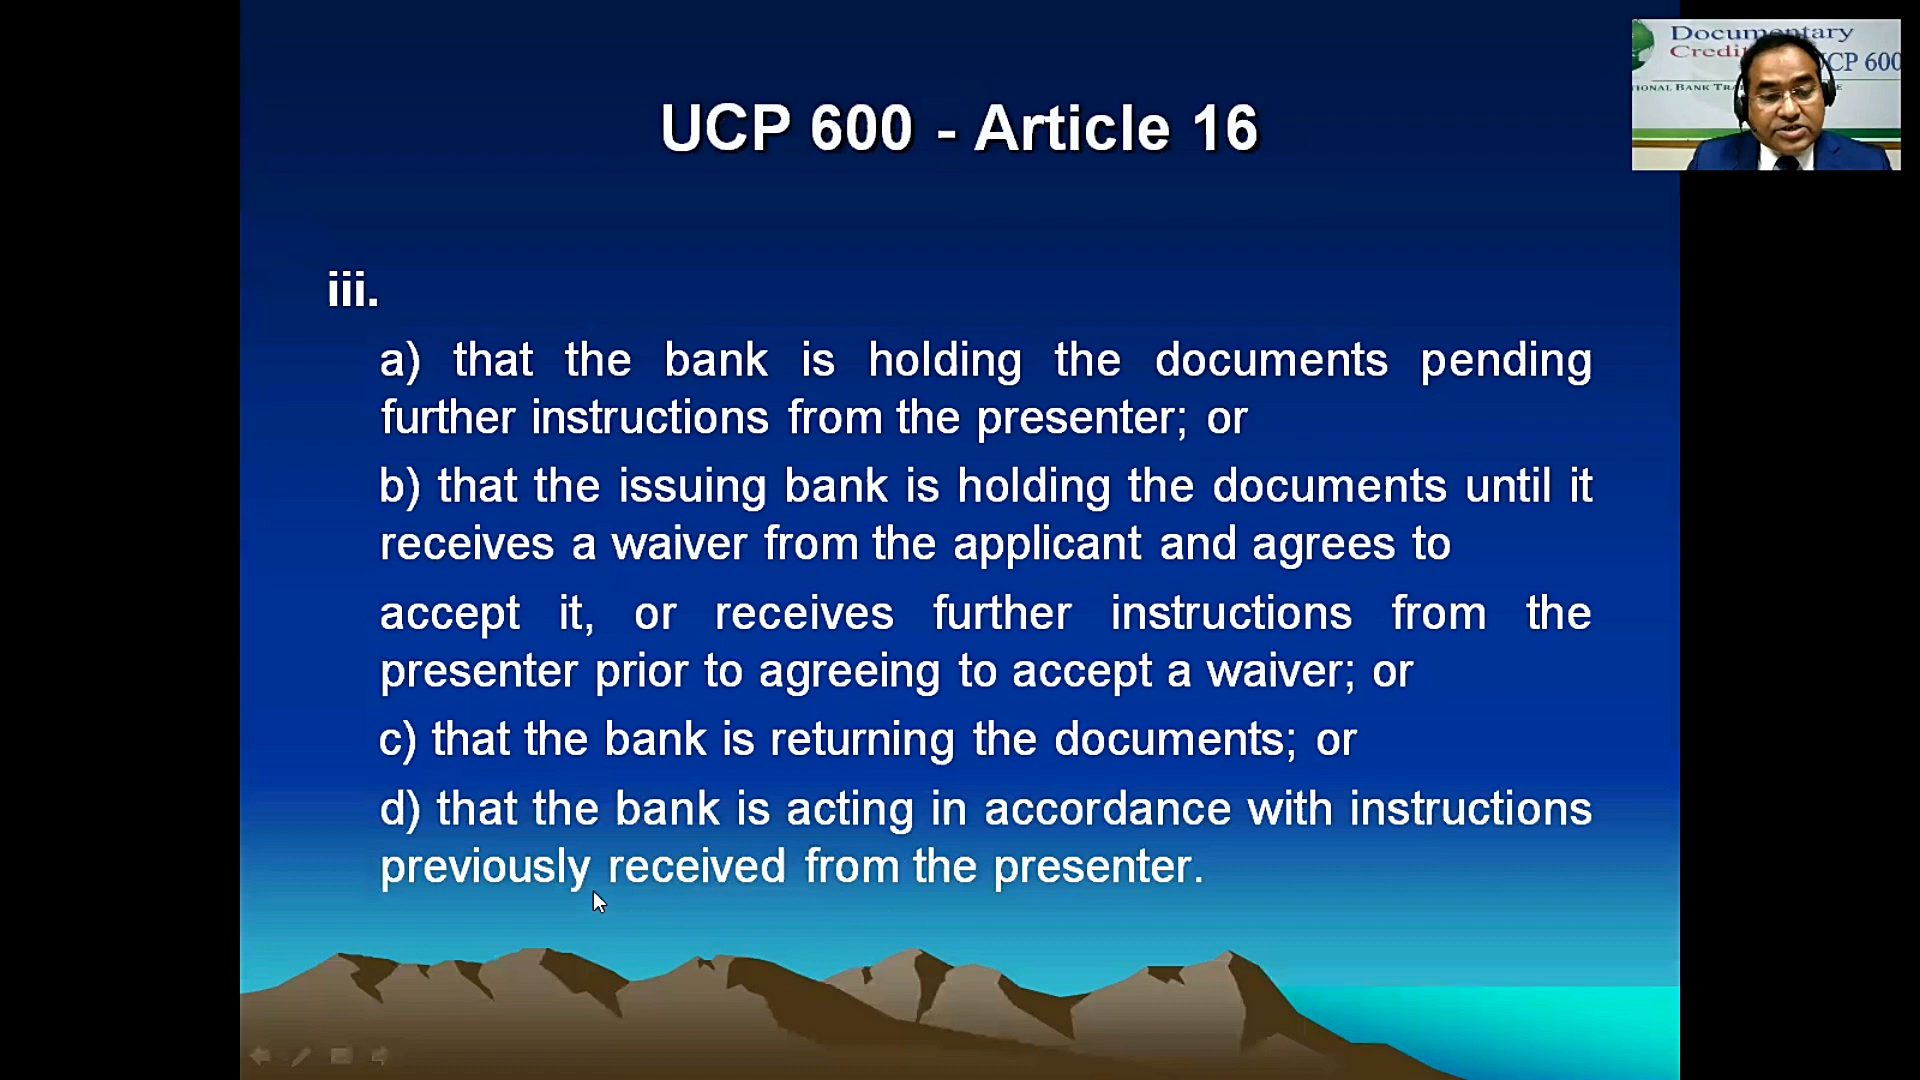 UCP 600 - Article 16
iii.
a) that the bank is holding the documents pending
further instructions from the presenter; or
b) that the issuing bank is holding the documents until it
receives a waiver from the applicant and agrees to
accept it, or receives further instructions from the
presenter prior to agreeing to accept a waiver; or
c) that the bank is returning the documents; or
d) that the bank is acting in accordance with instructions
previously received from the presenter.
Documentary
UCP 600